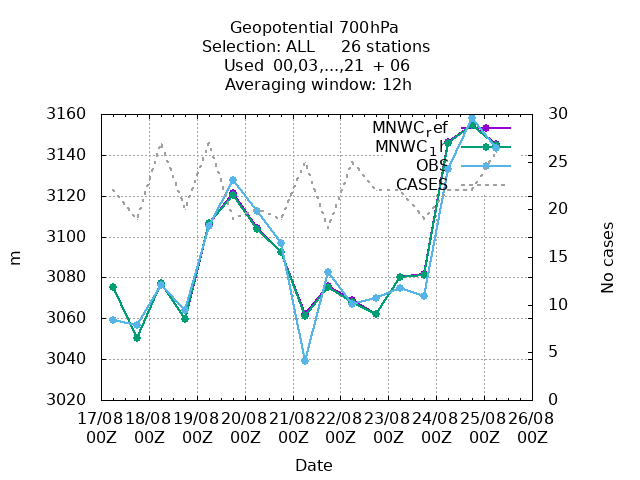 Geopotential 700hPa
Selection: ALL     26 stations
Used  00,03,...,21  + 06
Averaging window: 12h
3160
3140
3120
3100
3080
3060
3040
3020
m
30
25
20
15
10
5
0
No cases
MNWC_ref
MNWC_1l
OBS
CASES
17/08 18/08 19/08 20/08 21/08 22/08 23/08 24/08 25/08 26/08
00Z 00Z 00Z 00Z 00Z 00Z 00Z 00Z 00Z 00Z
Date